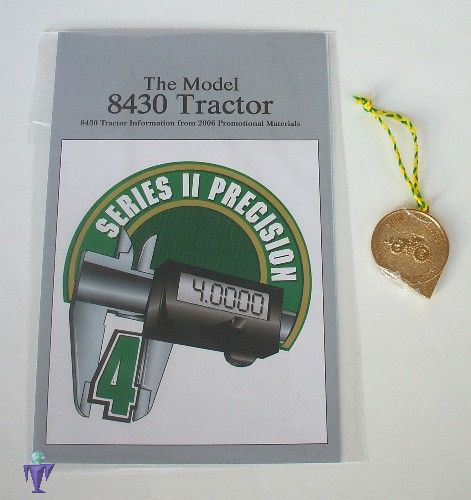 The Model
8430 Tractor
8430 Tractor Information from 2006 Promotional Materials
SERIES II PRECISION
4.0000
4